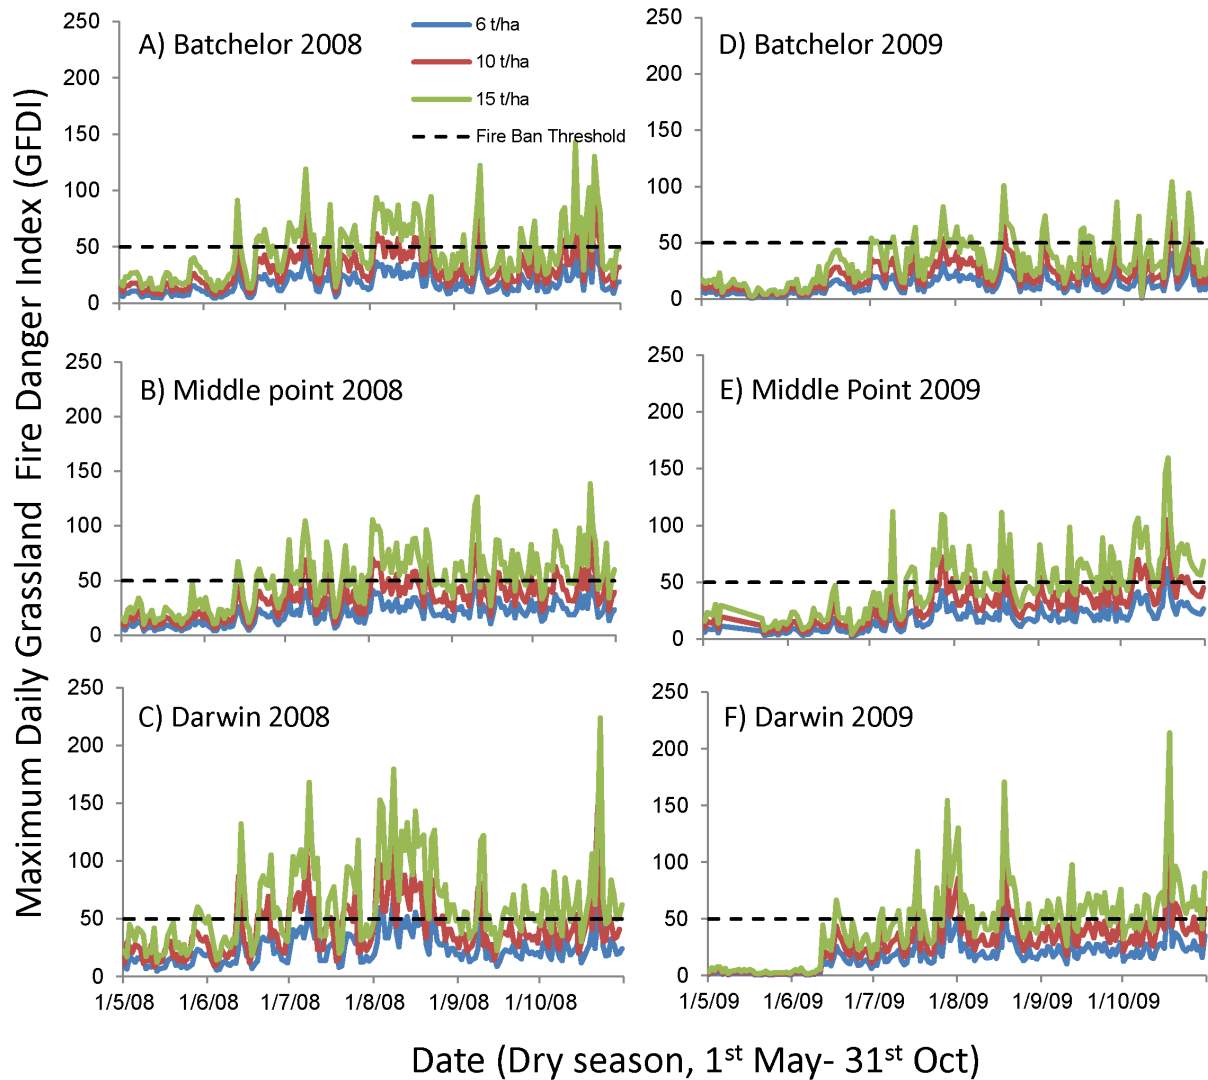 Maximum Daily Grassland Fire Danger Index (GFDI)
A) Batchelor 2008
6 t/ha
10 t/ha
15 t/ha
Fire Ban Threshold
250
200
150
100
50
0
D) Batchelor 2009
250
200
150
100
50
0
B) Middle point 2008
250
200
150
100
50
0
E) Middle Point 2009
250
200
150
100
50
0
C) Darwin 2008
250
200
150
100
50
0
1/5/08 1/6/08 1/7/08 1/8/08 1/9/08 1/10/08
F) Darwin 2009
250
200
150
100
50
0
1/5/09 1/6/09 1/7/09 1/8/09 1/9/09 1/10/09
Date (Dry season, 1st May- 31st Oct)